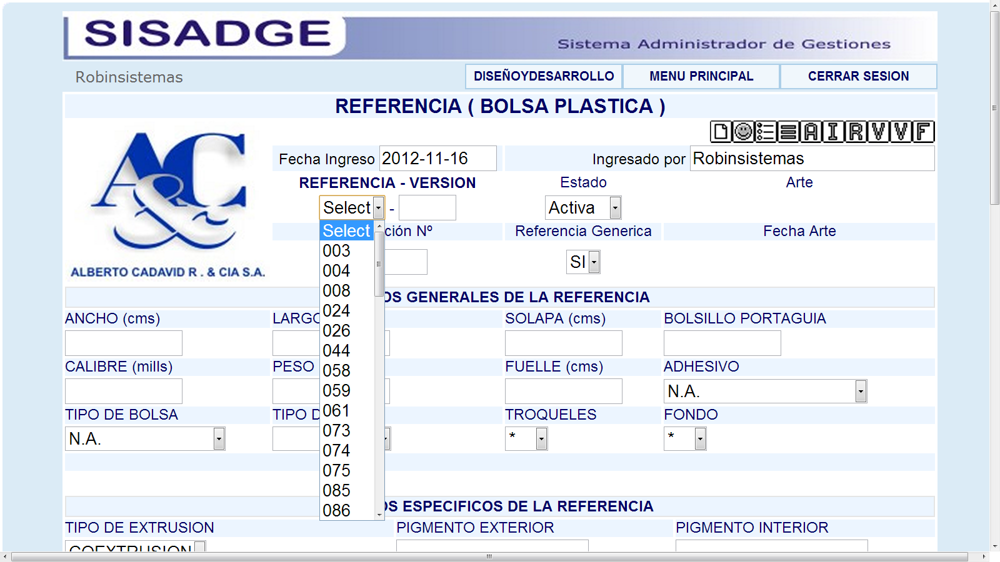 SISADGE
Sistema Administrador de Gestiones
Robinsistemas
DISEÑOYDESARROLLO
MENU PRINCIPAL
CERRAR SESION
REFERENCIA ( BOLSA PLASTICA )
A I R V V F
A&C
ALBERTO CADAVID R . & CIA S.A.
Fecha Ingreso 2012-11-16
Ingresado por Robinsistemas
REFERENCIA - VERSION
Estado
Arte
Select -
Activa
Select
ción Nº
Referencia Generica
Fecha Arte
SI
003
004
008
024
026
044
058
059
061
073
074
075
085
086
OS GENERALES DE LA REFERENCIA
ANCHO (cms)
LARGO
SOLAPA (cms)
BOLSILLO PORTAGUIA
CALIBRE (mills)
PESO
FUELLE (cms)
ADHESIVO
N.A.
TIPO DE BOLSA
TIPO D
TROQUELES
FONDO
N.A.
*
*
OS ESPECIFICOS DE LA REFERENCIA
TIPO DE EXTRUSION
PIGMENTO EXTERIOR
PIGMENTO INTERIOR
COEXTRUSION